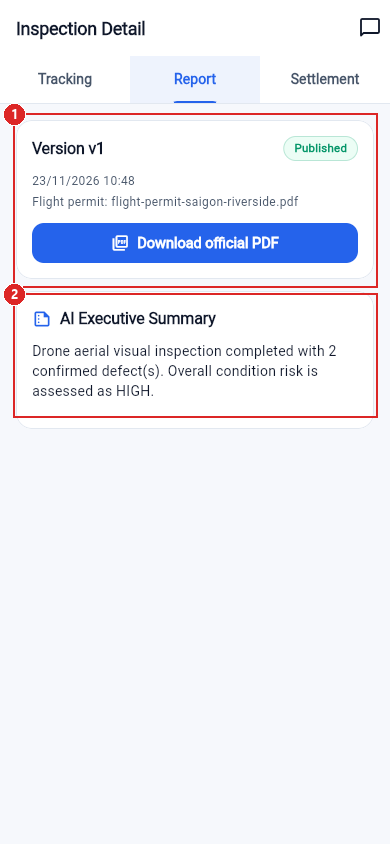 Inspection Detail
Tracking
Report
Settlement
1
Version v1
Published
23/11/2026 10:48
Flight permit: flight-permit-saigon-riverside.pdf
PDF
Download official PDF
2
AI Executive Summary
Drone aerial visual inspection completed with 2
confirmed defect(s). Overall condition risk is
assessed as HIGH.